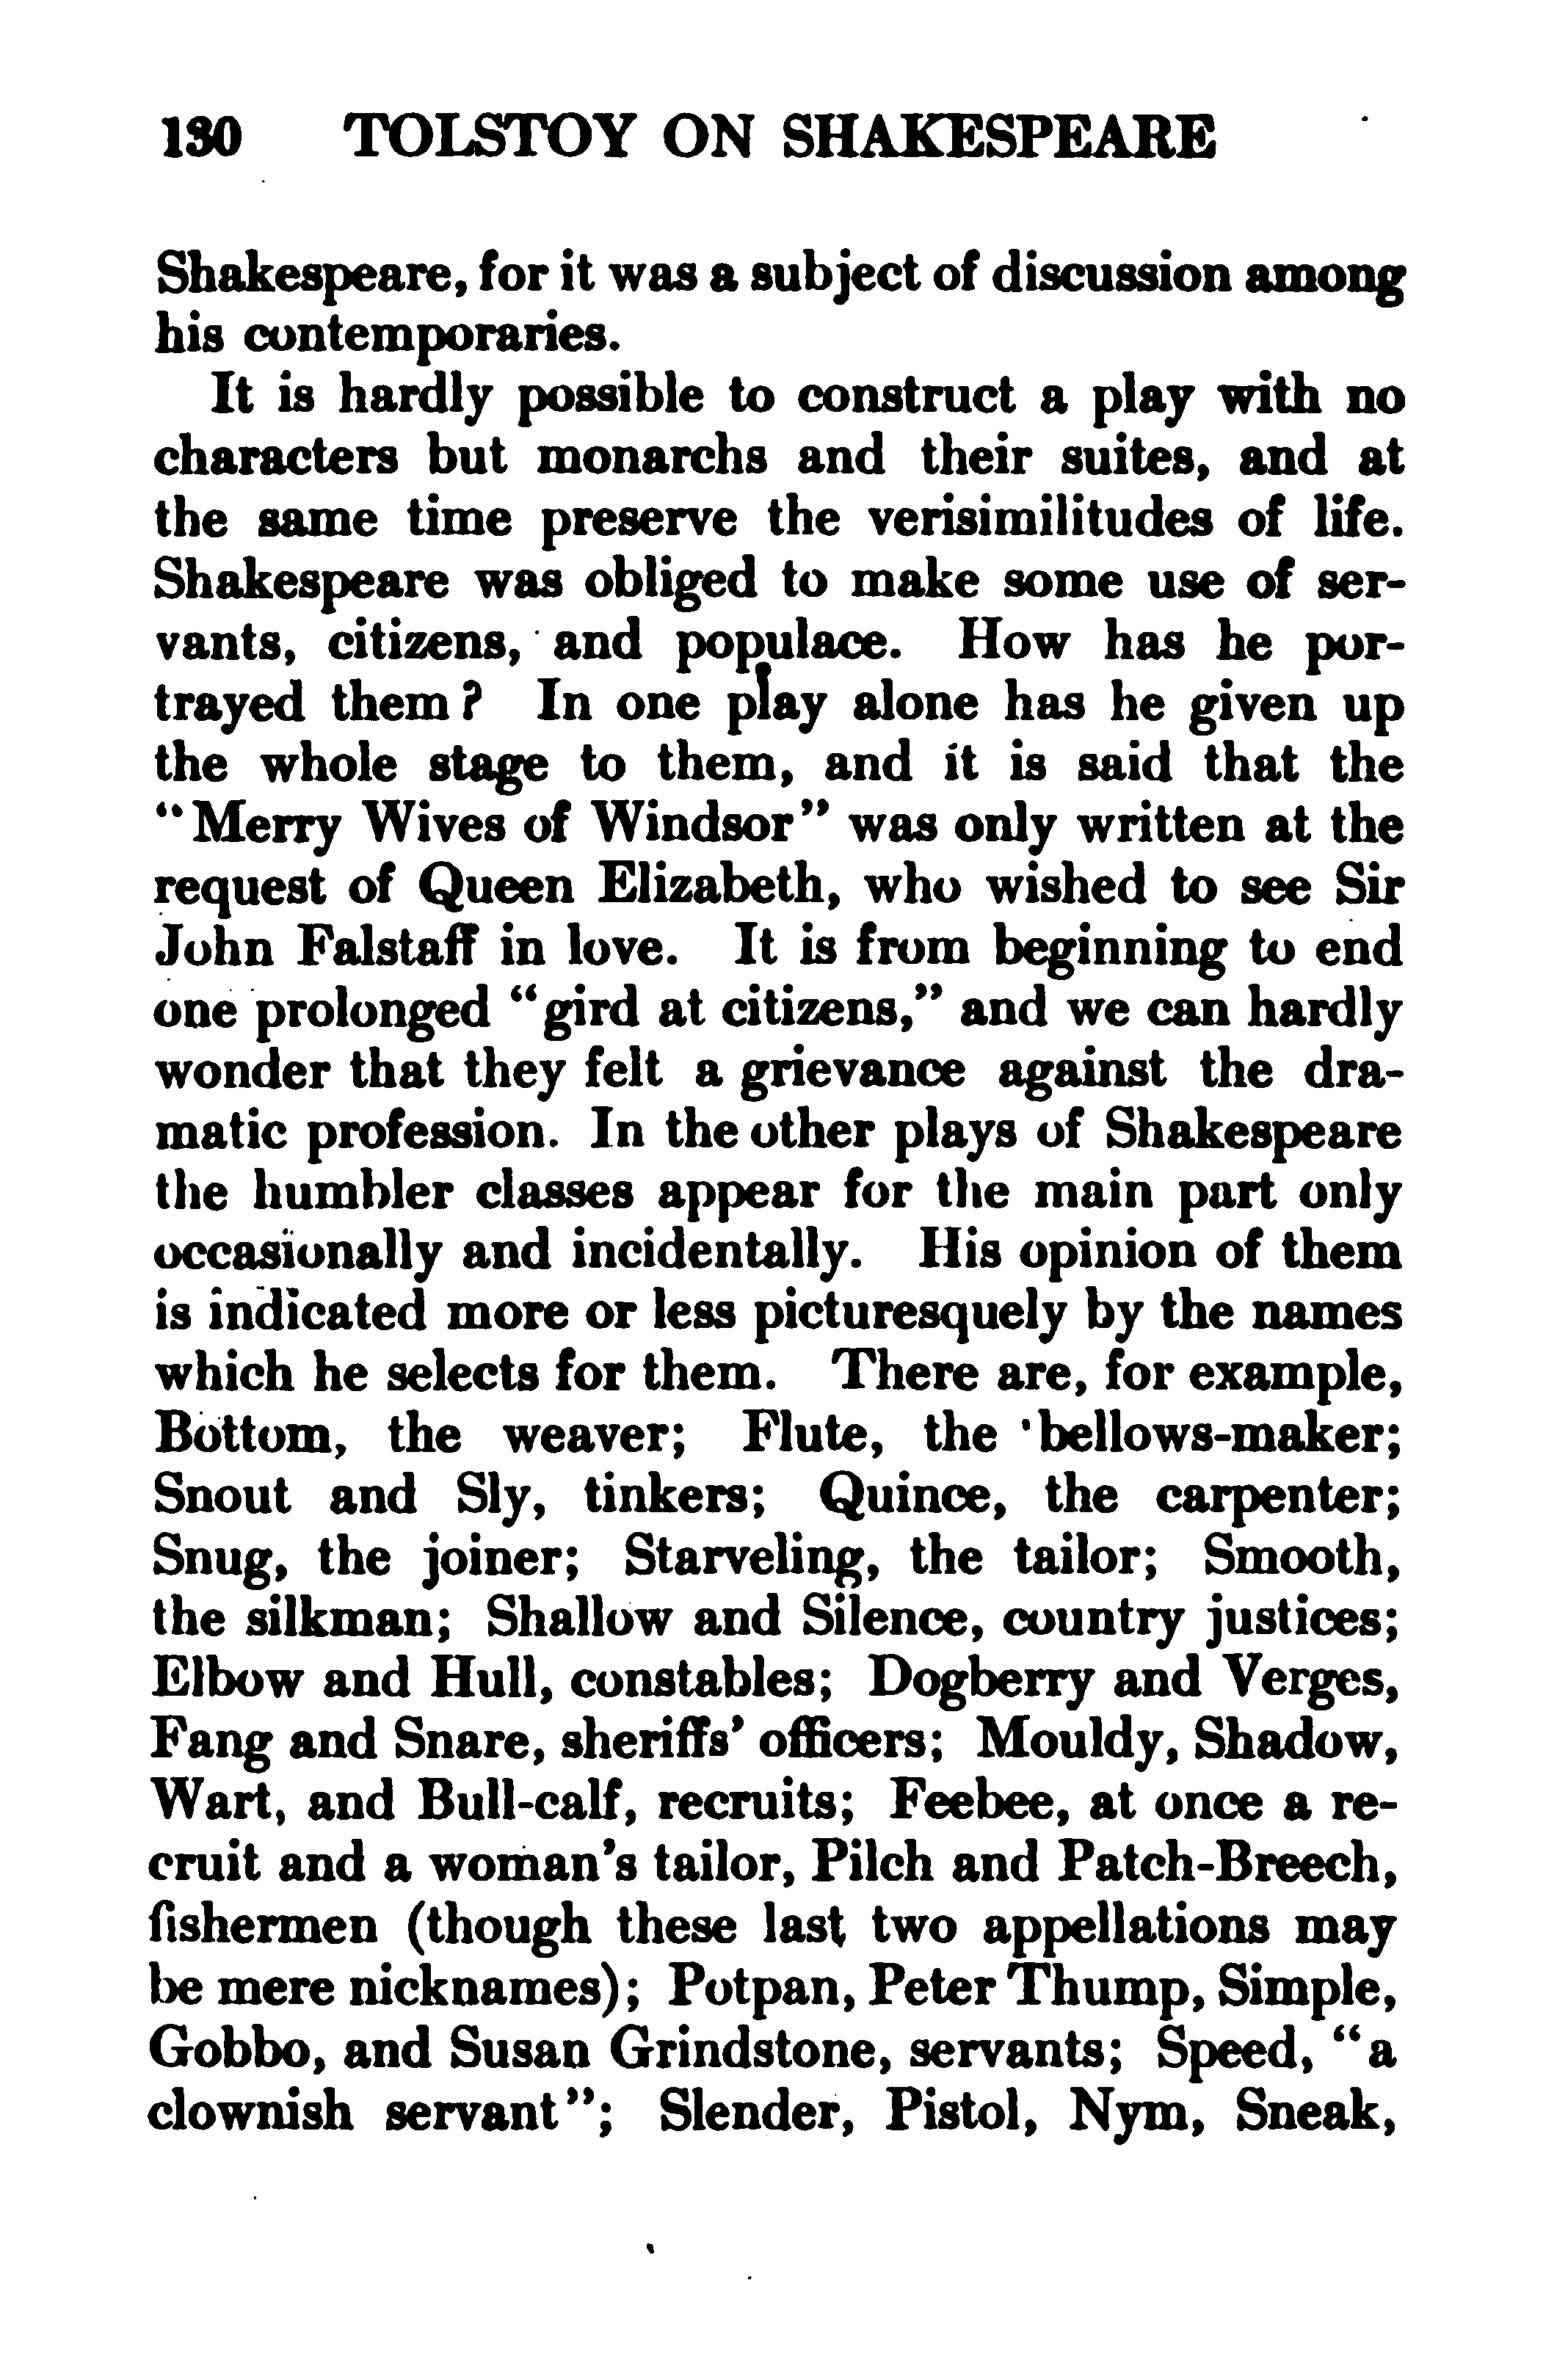 130 TOLSTOY ON SHAKESPEARE
Shakespeare, for it was a subject of discussion among
his contemporaries.
It is hardly possible to construct a play with no
characters but monarchs and their suites, and at
the same time preserve the verisimilitudes of life.
Shakespeare was obliged to make some use of ser-
vants, citizens, and populace. How has he por-
trayed them? In one play alone has he given up
the whole stage to them, and it is said that the
"Merry Wives of Windsor" was only written at the
request of Queen Elizabeth, who wished to see Sir
John Falstaff in love. It is from beginning to end
one prolonged "gird at citizens," and we can hardly
wonder that they felt a grievance against the dra-
matic profession. In the other plays of Shakespeare
the humbler classes appear for the main part only
occasionally and incidentally. His opinion of them
is indicated more or less picturesquely by the names
which he selects for them. There are, for example,
Bottom, the weaver; Flute, the bellows-maker;
Snout and Sly, tinkers; Quince, the carpenter;
Snug, the joiner; Starveling, the tailor; Smooth,
the silkman; Shallow and Silence, country justices;
Elbow and Hull, constables; Dogberry and Verges,
Fang and Snare, sheriffs' officers; Mouldy, Shadow,
Wart, and Bull-calf, recruits; Feebee, at once a re-
cruit and a woman's tailor, Pilch and Patch-Breech,
fishermen (though these last two appellations may
be mere nicknames); Potpan, Peter Thump, Simple,
Gobbo, and Susan Grindstone, servants; Speed, "a
clownish servant"; Slender, Pistol, Nym, Sneak,